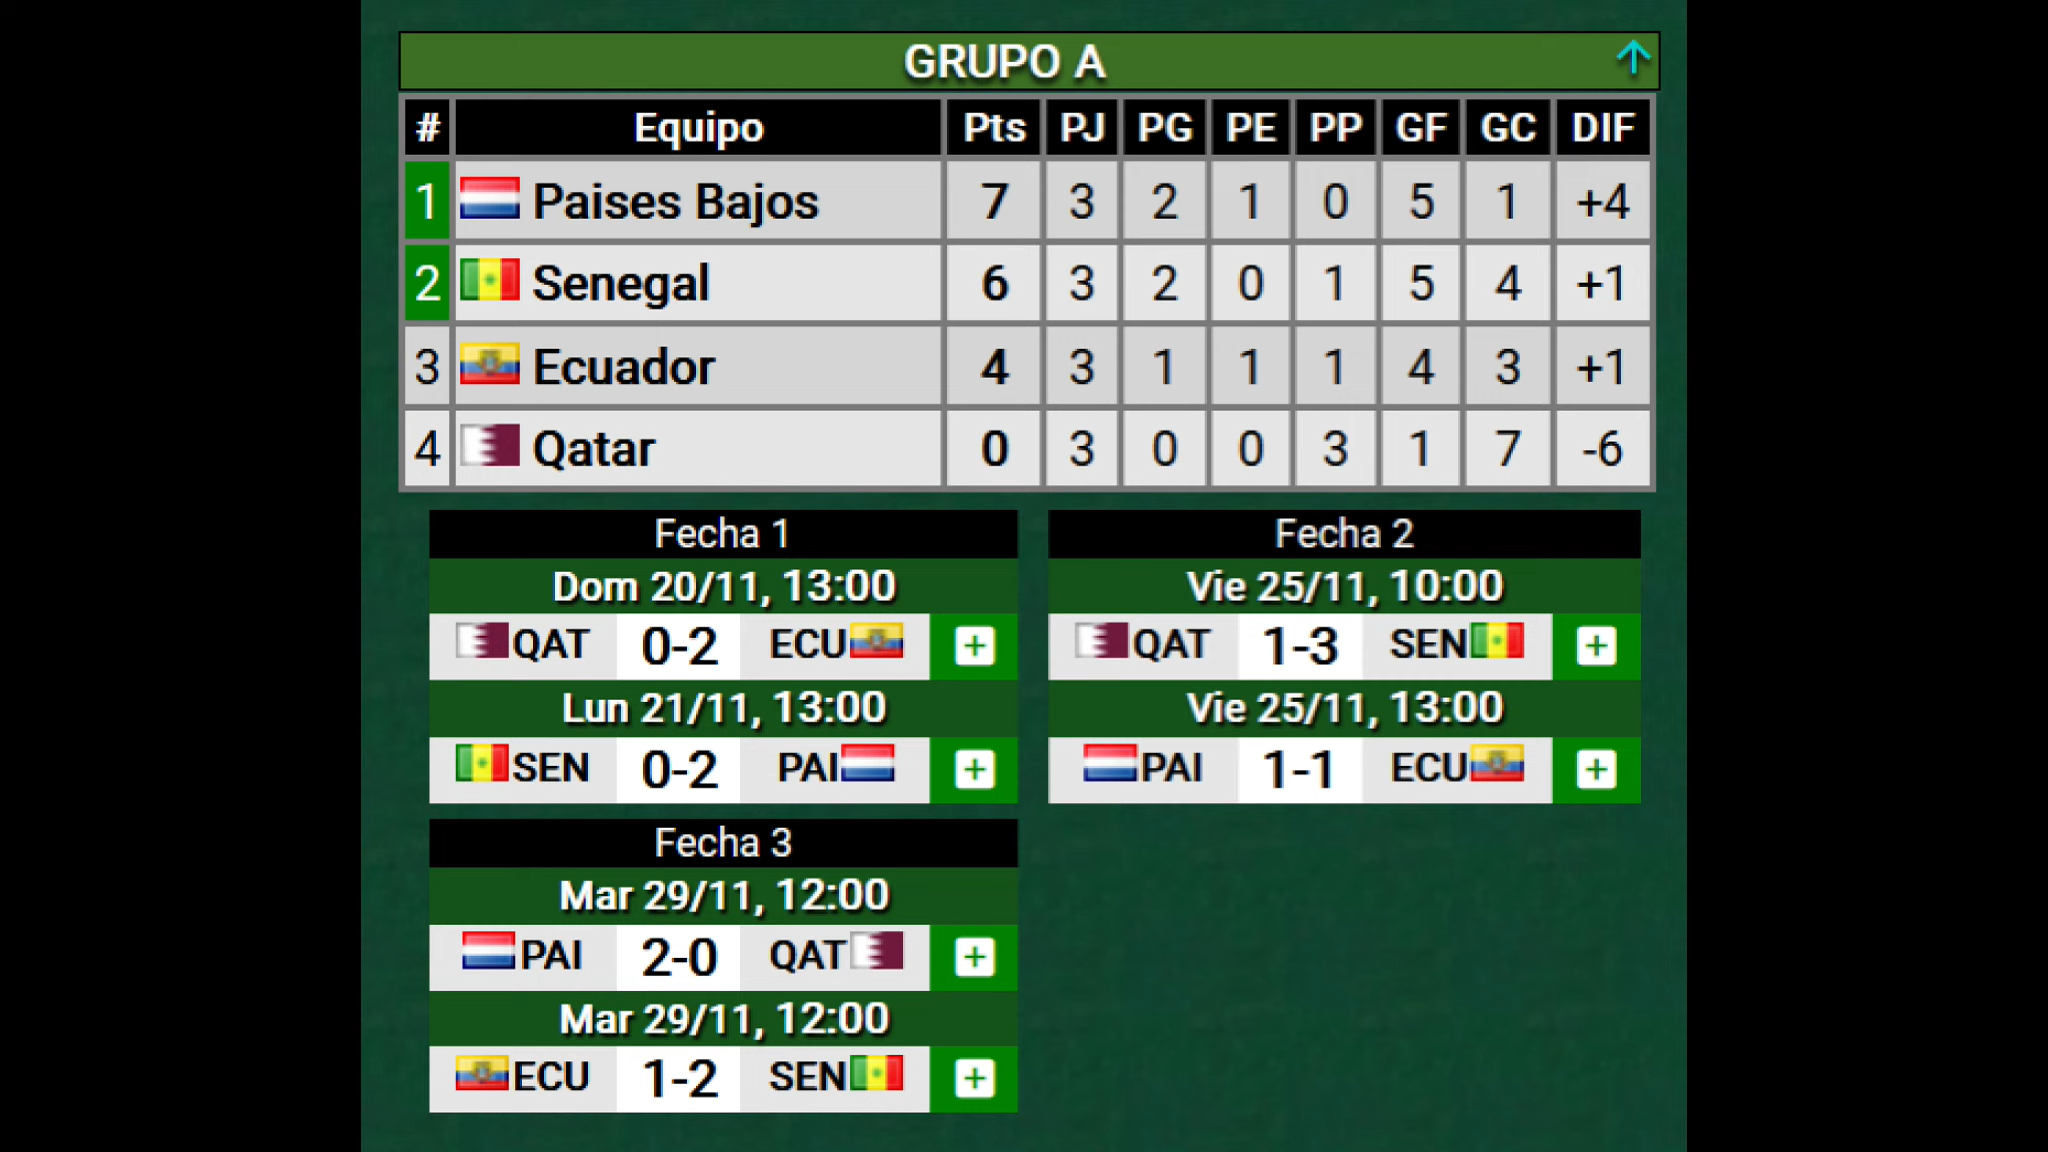 GRUPO A
# Equipo Pts PJ PG PE PP GF GC DIF
1 Paises Bajos 7 3 2 1 0 5 1 +4
2 Senegal 6 3 2 0 1 5 4 +1
3 Ecuador 4 3 1 1 1 4 3 +1
4 Qatar 0 3 0 0 3 1 7 -6
Fecha 1
Dom 20/11, 13:00
QAT 0-2 ECU +
Lun 21/11, 13:00
SEN 0-2 PAI +
Fecha 2
Vie 25/11, 10:00
QAT 1-3 SEN +
Vie 25/11, 13:00
PAI 1-1 ECU +
Fecha 3
Mar 29/11, 12:00
PAI 2-0 QAT +
Mar 29/11, 12:00
ECU 1-2 SEN +